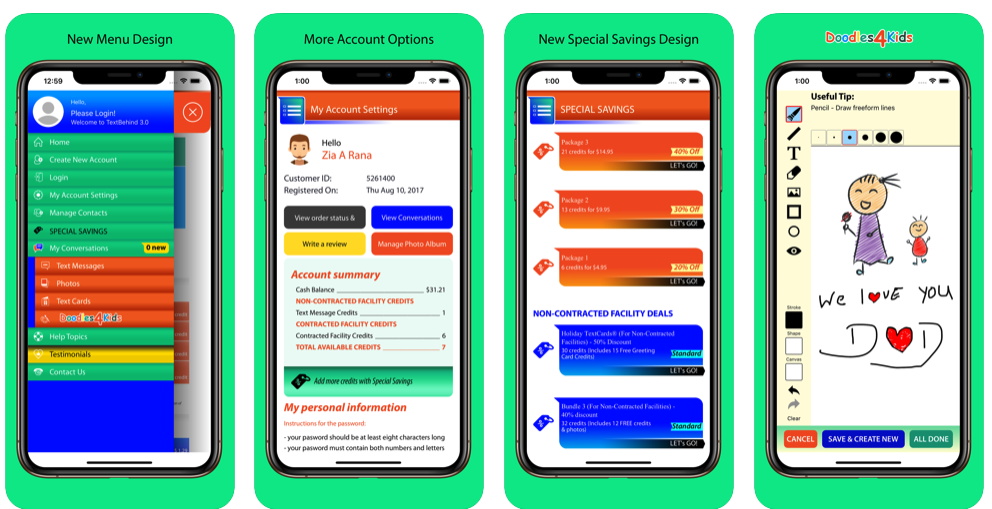 New Menu Design
12:59
Hello,
Please Login!
Welcome to TextBehind 3.0
Home
Create New Account
Login
My Account Settings
Manage Contacts
SPECIAL SAVINGS
My Conversations
0 new
Text Messages
Photos
Text Cards
Doodles4Kids
Help Topics
Testimonials
Contact Us
More Account Options
1:00
My Account Settings
Hello
Zia A Rana
Customer ID: 5261400
Registered On: Thu Aug 10, 2017
View order status &
View Conversations
Write a review
Manage Photo Album
Account summary
Cash Balance $31.21
NON-CONTRACTED FACILITY CREDITS
Text Message Credits 1
CONTRACTED FACILITY CREDITS
Contracted Facility Credits 6
TOTAL AVAILABLE CREDITS 7
Add more credits with Special Savings
My personal information
Instructions for the password:
- your pasword should be at least eight characters long
- your pasword must contain both numbers and letters
New Special Savings Design
1:00
SPECIAL SAVINGS
Package 3
21 credits for $14.95
40% Off
LET'S GO!
Package 2
13 credits for $9.95
30% Off
LET'S GO!
Package 1
6 credits for $4.95
20% Off
LET'S GO!
NON-CONTRACTED FACILITY DEALS
Holiday TextCards® (For Non-Contracted
Facilities) - 50% Discount
30 credits (Includes 15 Free Greeting
Card Credits)
Standard
LET'S GO!
Bundle 3 (For Non-Contracted Facilities) -
40% discount
32 credits (Includes 12 FREE credits
& photos)
Standard
LET'S GO!
Doodles4Kids
1:00
Useful Tip:
Pencil - Draw freeform lines
T
We love you
DAD
Stroke
Shape
Canvas
Clear
CANCEL
SAVE & CREATE NEW
ALL DONE